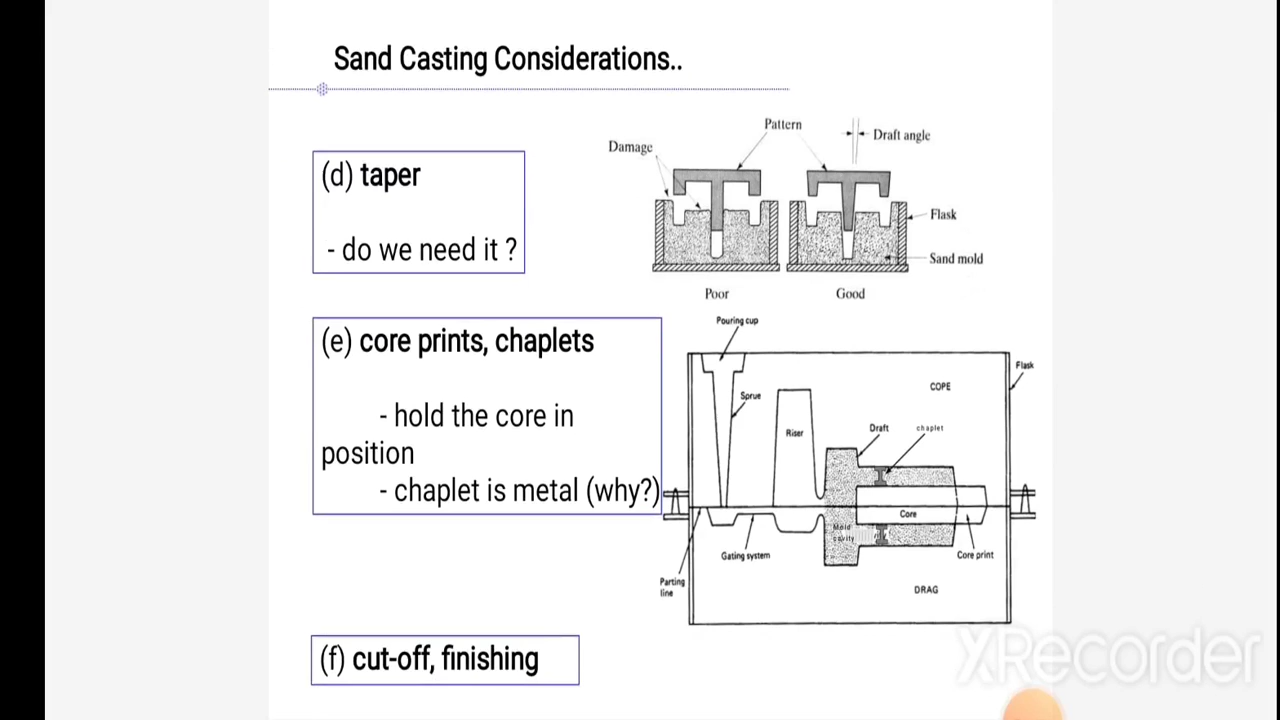 Sand Casting Considerations..
(d) taper
- do we need it ?
Pattern
Damage
Draft angle
Flask
Sand mold
Poor
Good
(e) core prints, chaplets
- hold the core in
position
- chaplet is metal (why?)
Pouring cup
Flask
COPE
Sprue
Riser
Draft
chaplet
Core
Mold
cavity
Gating system
Core print
Parting
line
DRAG
(f) cut-off, finishing
XRecorder